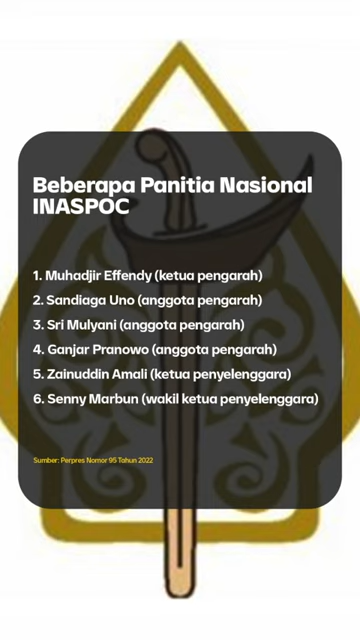 Beberapa Panitia Nasional
INASPOC
1. Muhadjir Effendy (ketua pengarah)
2. Sandiaga Uno (anggota pengarah)
3. Sri Mulyani (anggota pengarah)
4. Ganjar Pranowo (anggota pengarah)
5. Zainuddin Amali (ketua penyelenggara)
6. Senny Marbun (wakil ketua penyelenggara)
Sumber: Perpres Nomor 95 Tahun 2022